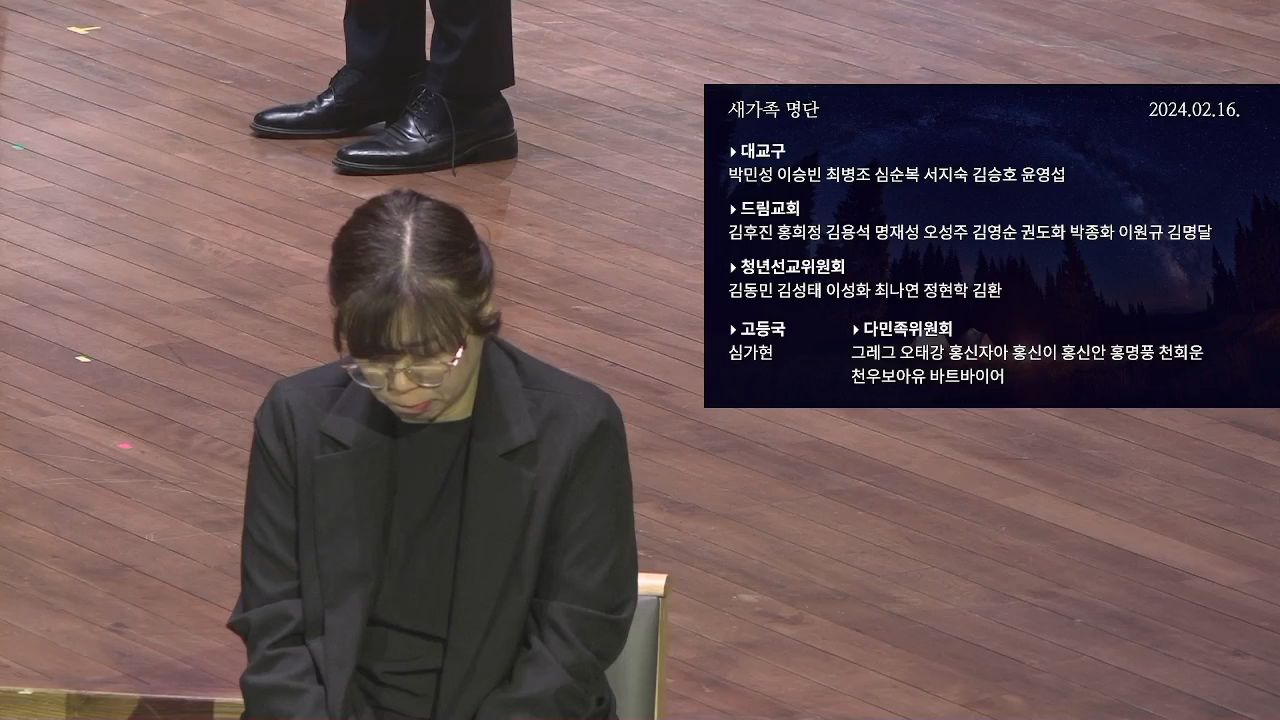 새가족 명단
2024.02.16.
대교구
박민성 이승빈 최병조 심순복 서지숙 김승호 윤영섭
드림교회
김후진 홍희정 김용석 명재성 오성주 김영순 권도화 박종화 이원규 김명달
청년선교위원회
김동민 김성태 이성화 최나연 정현학 김환
고등국
심가현
다민족위원회
그레그 오태강 홍신자아 홍신이 홍신안 홍명풍 천회운
천우보아유 바트바이어